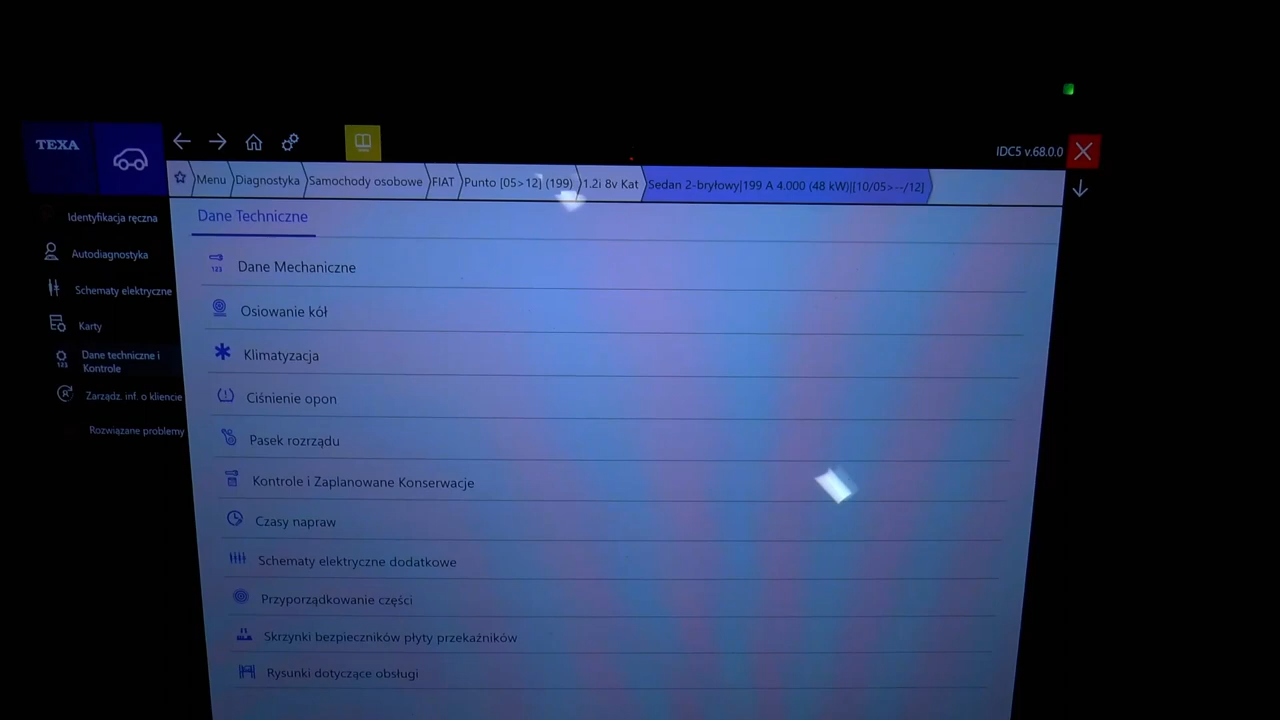 TEXA
IDC5 v.68.0.0
Menu
Diagnostyka
Samochody osobowe
FIAT
Punto [05>12] (199)
1.2i 8v Kat
Sedan 2-bryłowy|199 A 4.000 (48 kW)|[10/05>--/12]
Identyfikacja ręczna
Autodiagnostyka
Schematy elektryczne
Karty
Dane techniczne i
Kontrole
Zarządz. inf. o kliencie
Rozwiązane problemy
Dane Techniczne
123 Dane Mechaniczne
Osiowanie kół
Klimatyzacja
Ciśnienie opon
Pasek rozrządu
Kontrole i Zaplanowane Konserwacje
Czasy napraw
Schematy elektryczne dodatkowe
Przyporządkowanie części
Skrzynki bezpieczników płyty przekaźników
Rysunki dotyczące obsługi